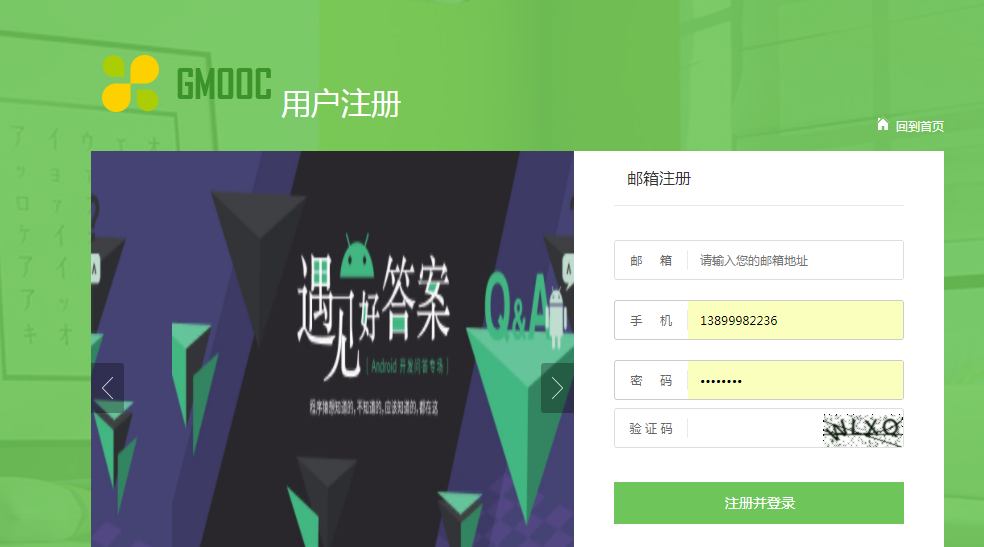 GMOOC 用户注册
回到首页
遇见好答案
Q&A
[ Android 开发问答专场 ]
程序猿想知道的,不知道的,应该知道的,都在这
邮箱注册
邮 箱 请输入您的邮箱地址
手 机 13899982236
密 码 ••••••••
验 证 码
注册并登录